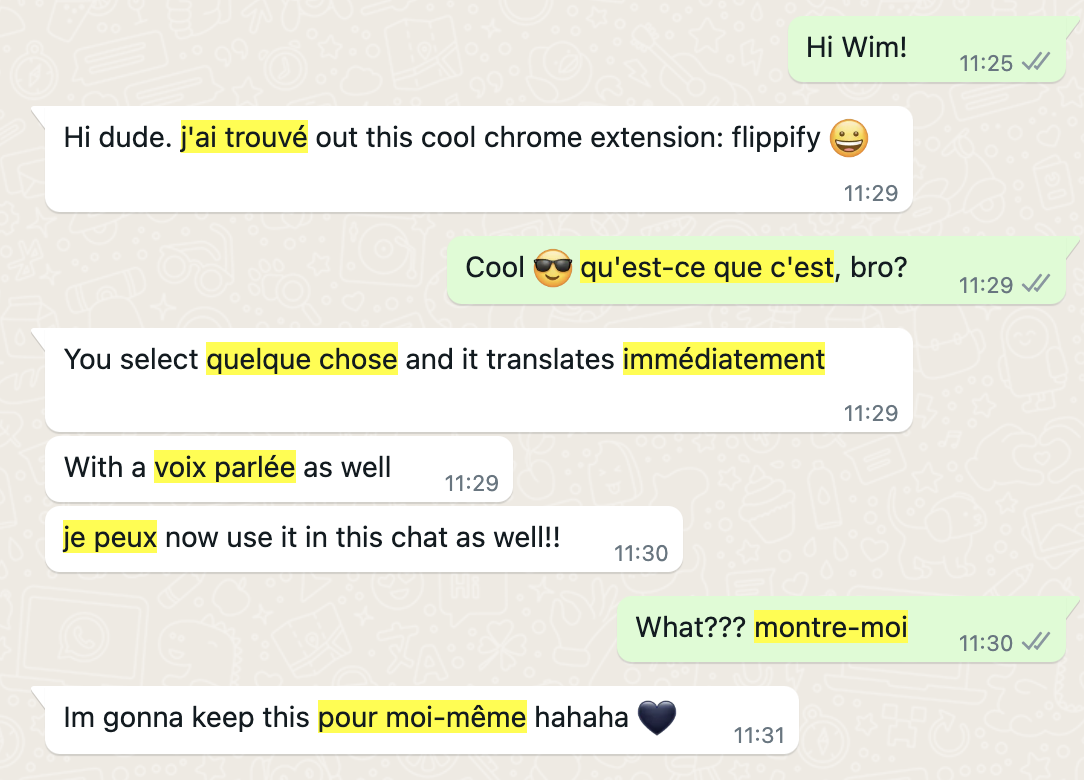 Hi Wim!
11:25
Hi dude. j'ai trouvé out this cool chrome extension: flippify 😀
11:29
Cool 😎 qu'est-ce que c'est, bro?
11:29
You select quelque chose and it translates immédiatement
11:29
With a voix parlée as well
11:29
je peux now use it in this chat as well!!
11:30
What??? montre-moi
11:30
Im gonna keep this pour moi-même hahaha 🖤
11:31